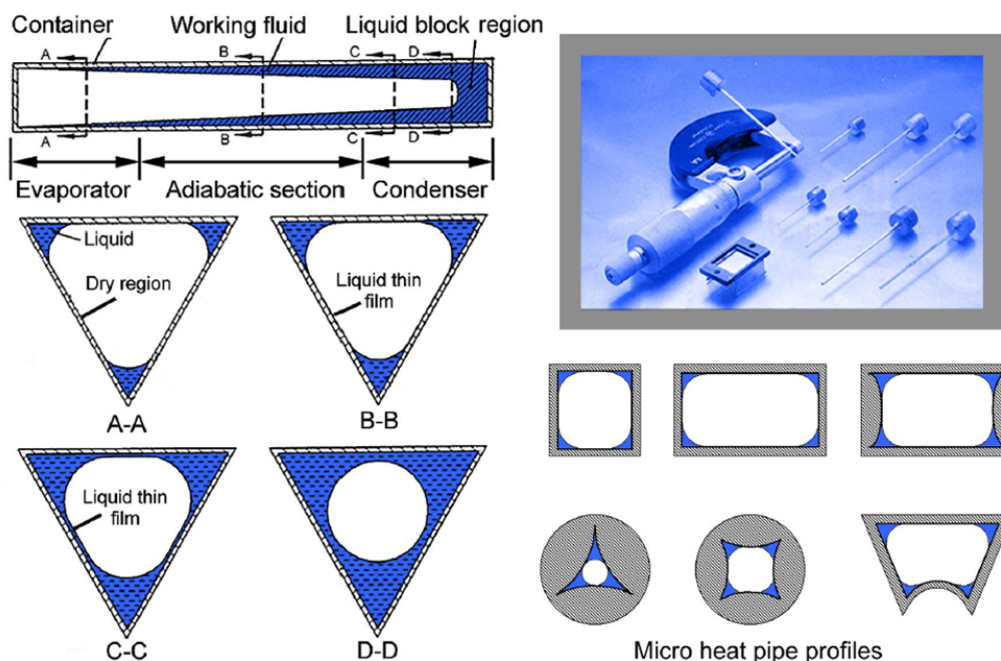 Container
Working fluid
Liquid block region
A
B
C
D
A
B
C
D
Evaporator
Adiabatic section
Condenser
Liquid
Dry region
A-A
Liquid thin
film
B-B
Liquid thin
film
C-C
D-D
Micro heat pipe profiles